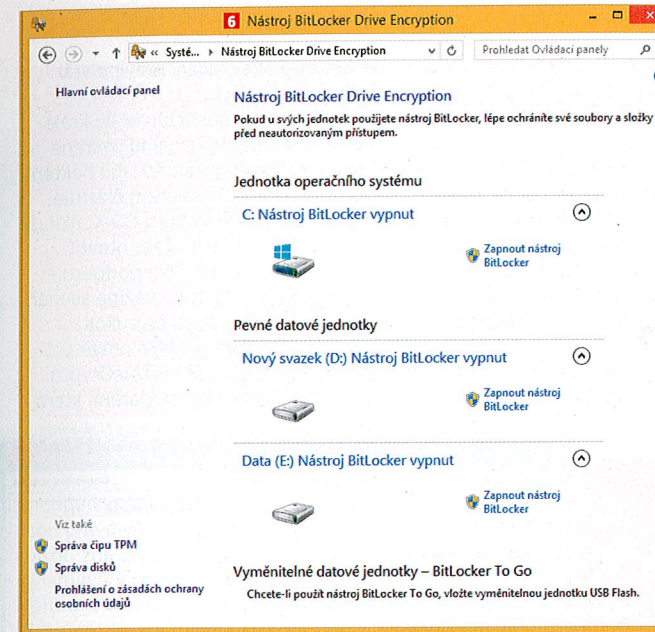 6 Nástroj BitLocker Drive Encryption
« Systé... Nástroj BitLocker Drive Encryption
Prohledat Ovládací panely
Hlavní ovládací panel
Nástroj BitLocker Drive Encryption
Pokud u svých jednotek použijete nástroj BitLocker, lépe ochráníte své soubory a složky
před neautorizovaným přístupem.
Jednotka operačního systému
C: Nástroj BitLocker vypnut
Zapnout nástroj
BitLocker
Pevné datové jednotky
Nový svazek (D:) Nástroj BitLocker vypnut
Zapnout nástroj
BitLocker
Data (E:) Nástroj BitLocker vypnut
Zapnout nástroj
BitLocker
Viz také
Správa čipu TPM
Správa disků
Prohlášení o zásadách ochrany
osobních údajů
Vyměnitelné datové jednotky – BitLocker To Go
Chcete-li použít nástroj BitLocker To Go, vložte vyměnitelnou jednotku USB Flash.